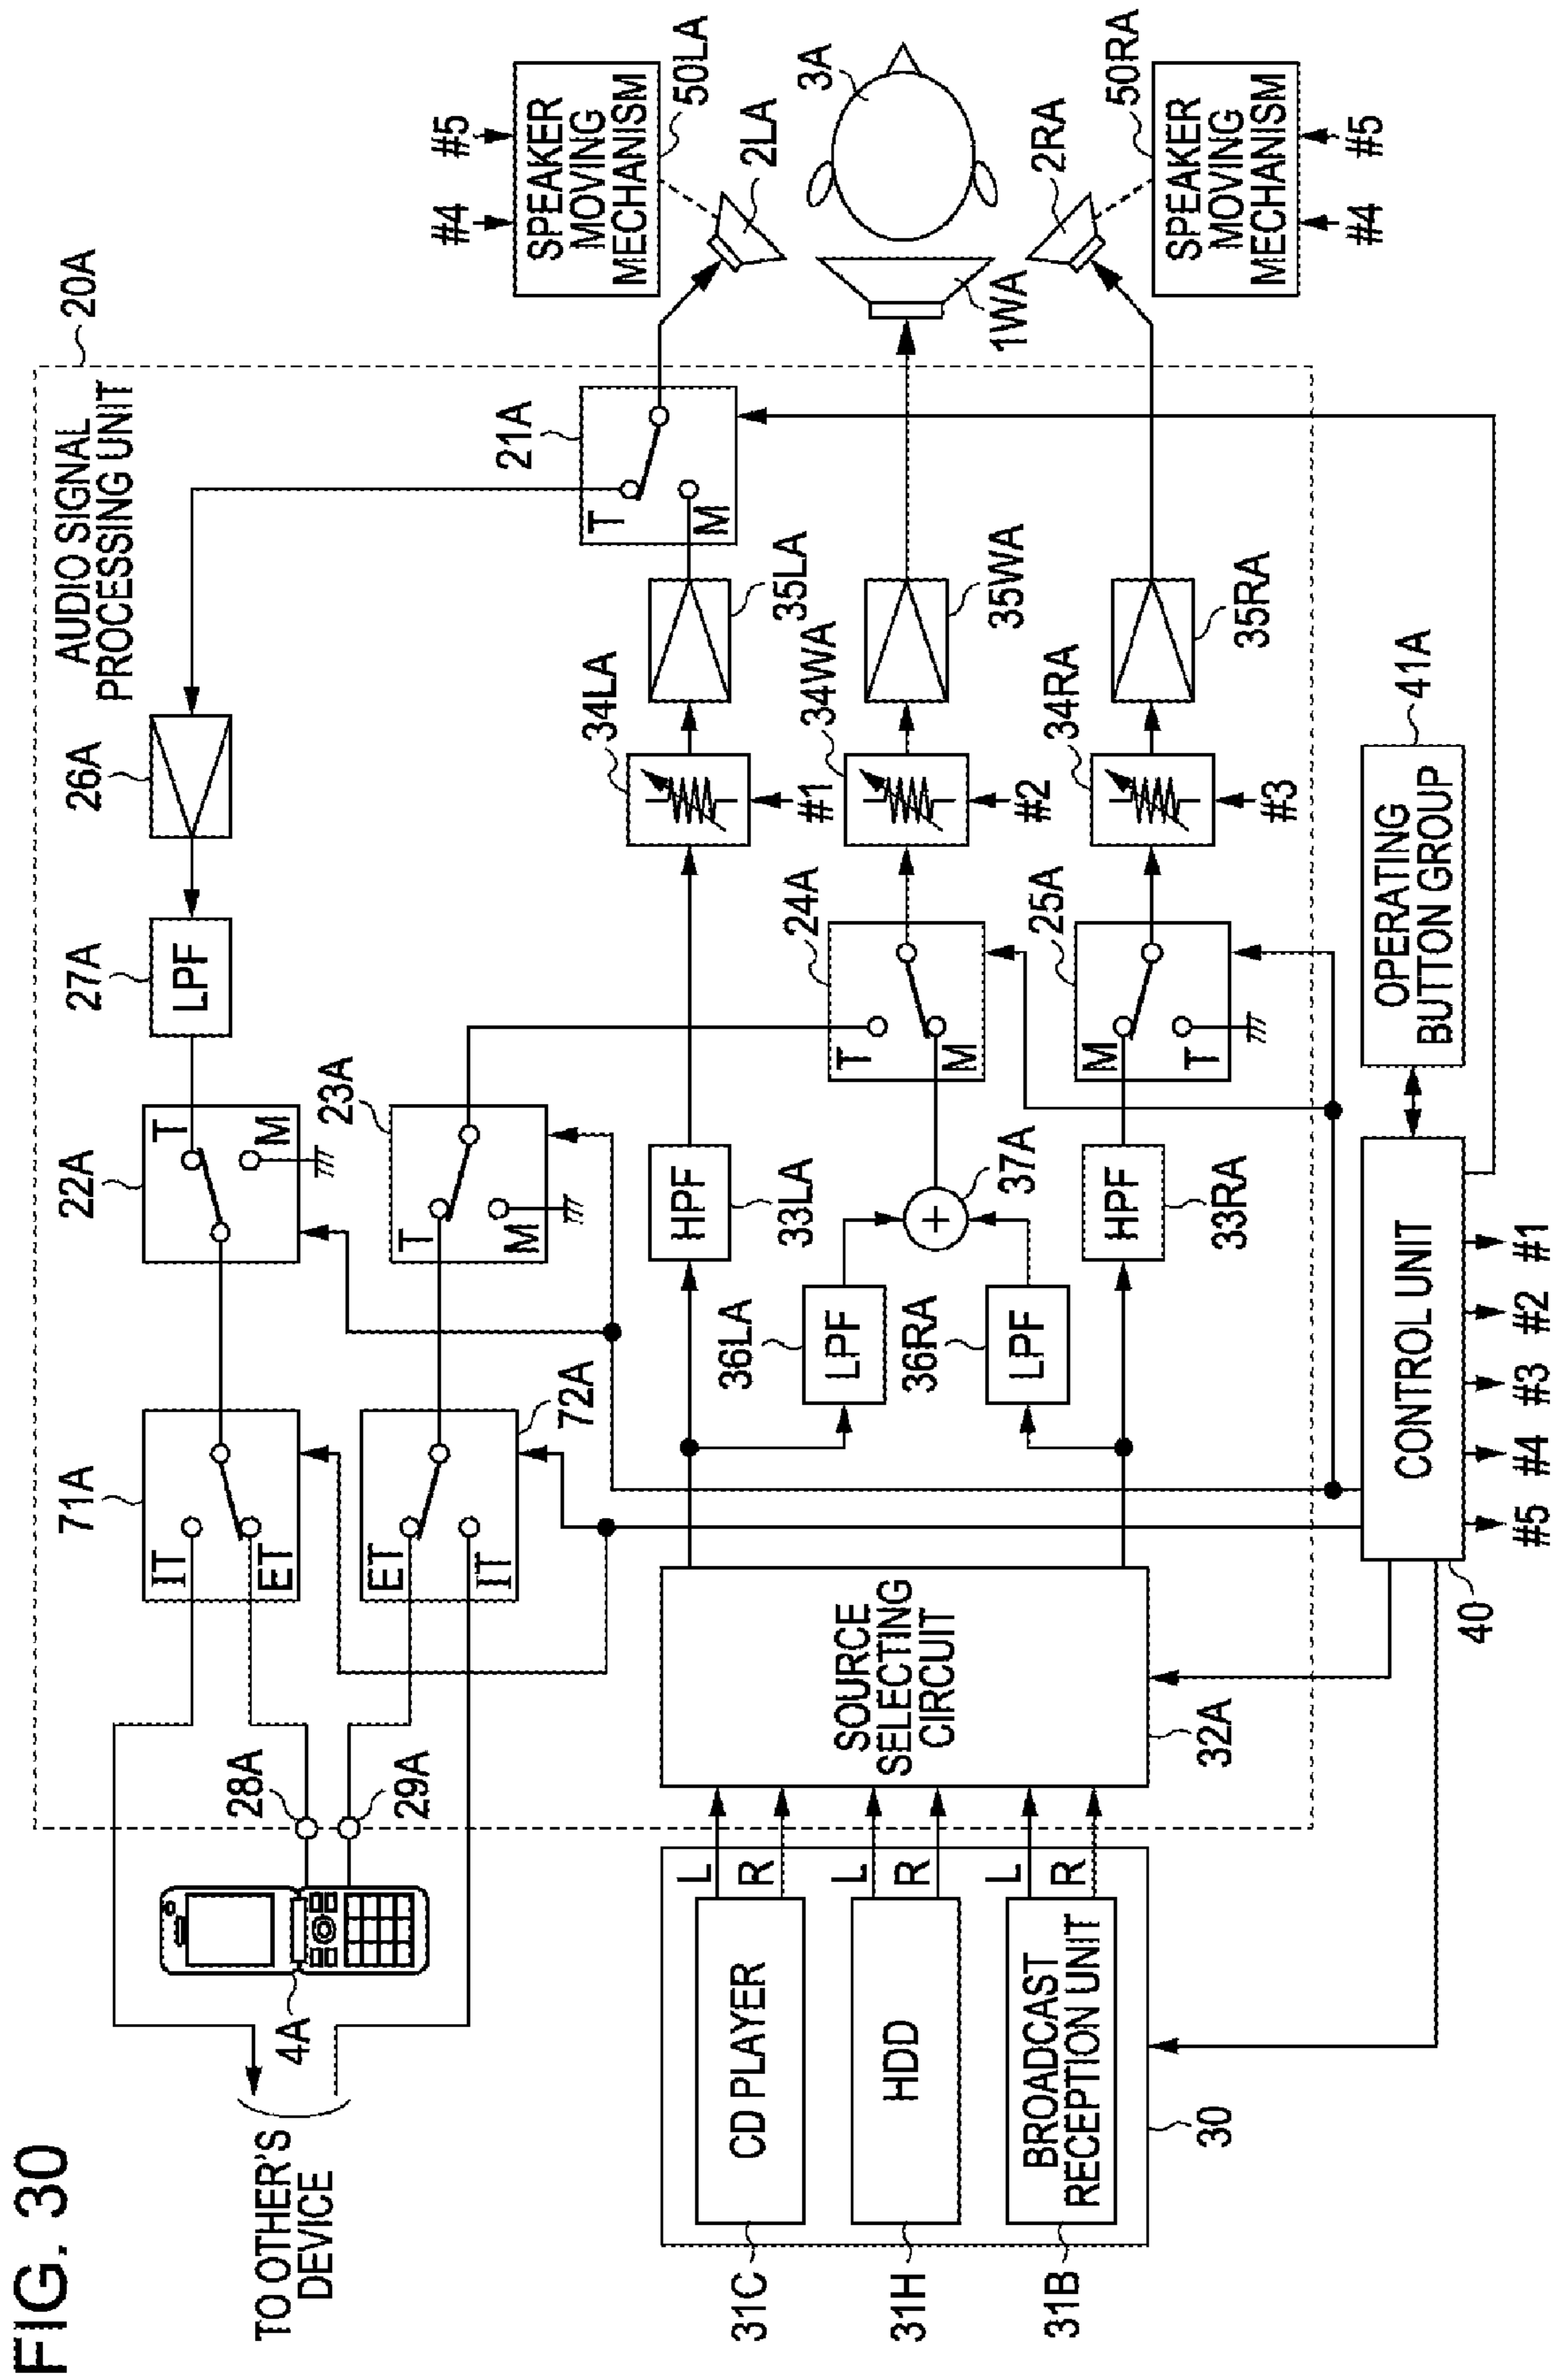 FIG. 30
TO OTHER'S
DEVICE
4A
28A
29A
71A
IT
ET
72A
ET
IT
22A
T
M
23A
T
M
27A
LPF
26A
AUDIO SIGNAL
PROCESSING UNIT
20A
21A
T
M
#4
#5
SPEAKER
MOVING
MECHANISM
50LA
2LA
3A
1WA
2RA
50RA
SPEAKER
MOVING
MECHANISM
#4
#5
31C
CD PLAYER
L
R
31H
HDD
L
R
31B
BROADCAST
RECEPTION UNIT
L
R
30
SOURCE
SELECTING
CIRCUIT
32A
HPF
33LA
36LA
LPF
36RA
LPF
37A
HPF
33RA
24A
T
M
25A
M
T
34LA
#1
34WA
#2
34RA
#3
35LA
35WA
35RA
CONTROL UNIT
40
#5
#4
#3
#2
#1
OPERATING
BUTTON GROUP
41A